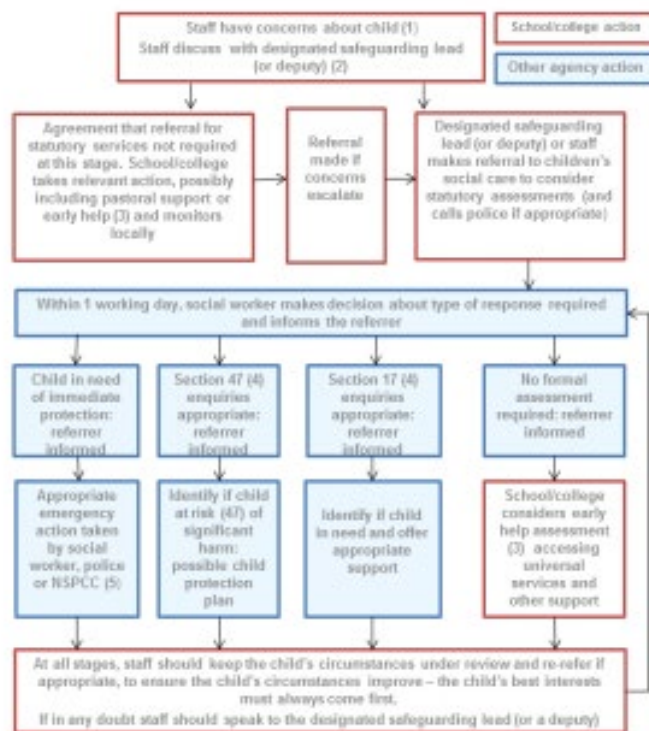 Staff have concerns about child (1)
Staff discuss with designated safeguarding lead
(or deputy) (2)
School/college action
Other agency action
Agreement that referral for
statutory services not required
at this stage. School/college
takes relevant action, possibly
including pastoral support or
early help (3) and monitors
locally
Referral
made if
concerns
escalate
Designated safeguarding
lead (or deputy) or staff
makes referral to children's
social care to consider
statutory assessments (and
calls police if appropriate)
Within 1 working day, social worker makes decision about type of response required
and informs the referrer
Child in need
of immediate
protection:
referrer
informed
Section 47 (4)
enquiries
appropriate:
referrer
informed
Section 17 (4)
enquiries
appropriate:
referrer
informed
No formal
assessment
required: referrer
informed
Appropriate
emergency
action taken
by social
worker, police
or NSPCC (5)
Identify if child
at risk (47) of
significant
harm:
possible child
protection
plan
Identify if child
in need and offer
appropriate
support
School/college
considers early
help assessment
(3) accessing
universal
services and
other support
At all stages, staff should keep the child's circumstances under review and re-refer if
appropriate, to ensure the child's circumstances improve – the child's best interests
must always come first.
If in any doubt staff should speak to the designated safeguarding lead (or a deputy)